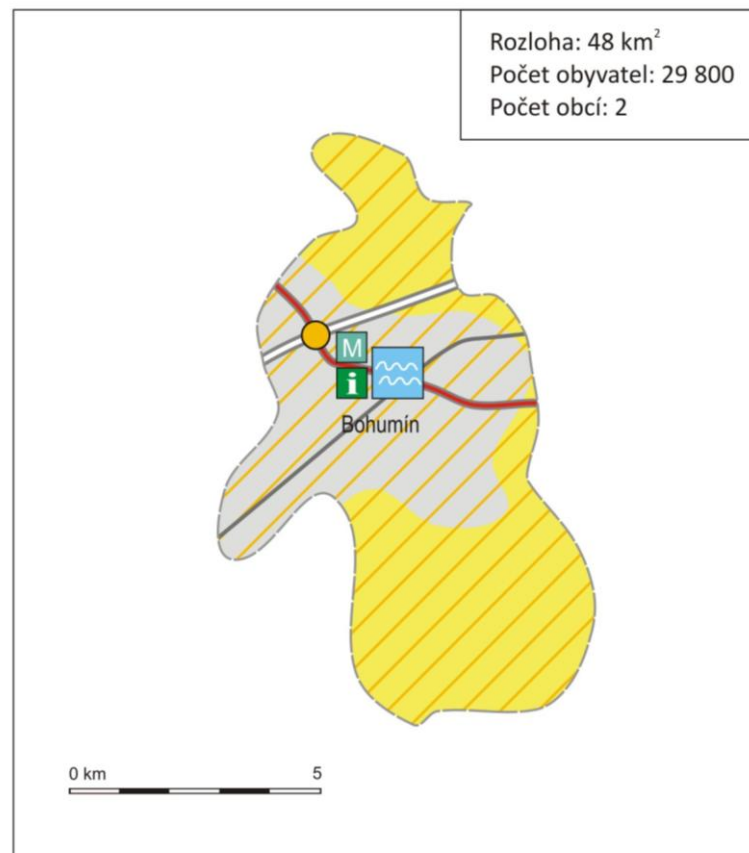 Rozloha: 48 km²
Počet obyvatel: 29 800
Počet obcí: 2
M
i
Bohumín
0 km 5